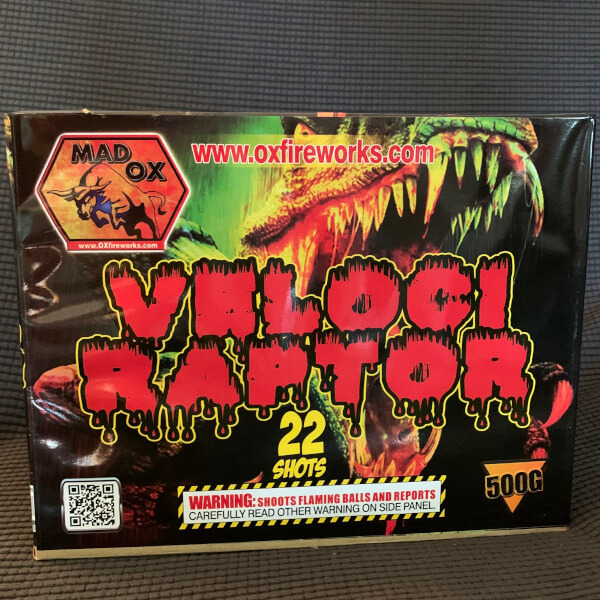 MAD
OX
www.OXfireworks.com
www.oxfireworks.com
VELOCI
RAPTOR
22
SHOTS
500G
WARNING: SHOOTS FLAMING BALLS AND REPORTS
CAREFULLY READ OTHER WARNING ON SIDE PANEL.